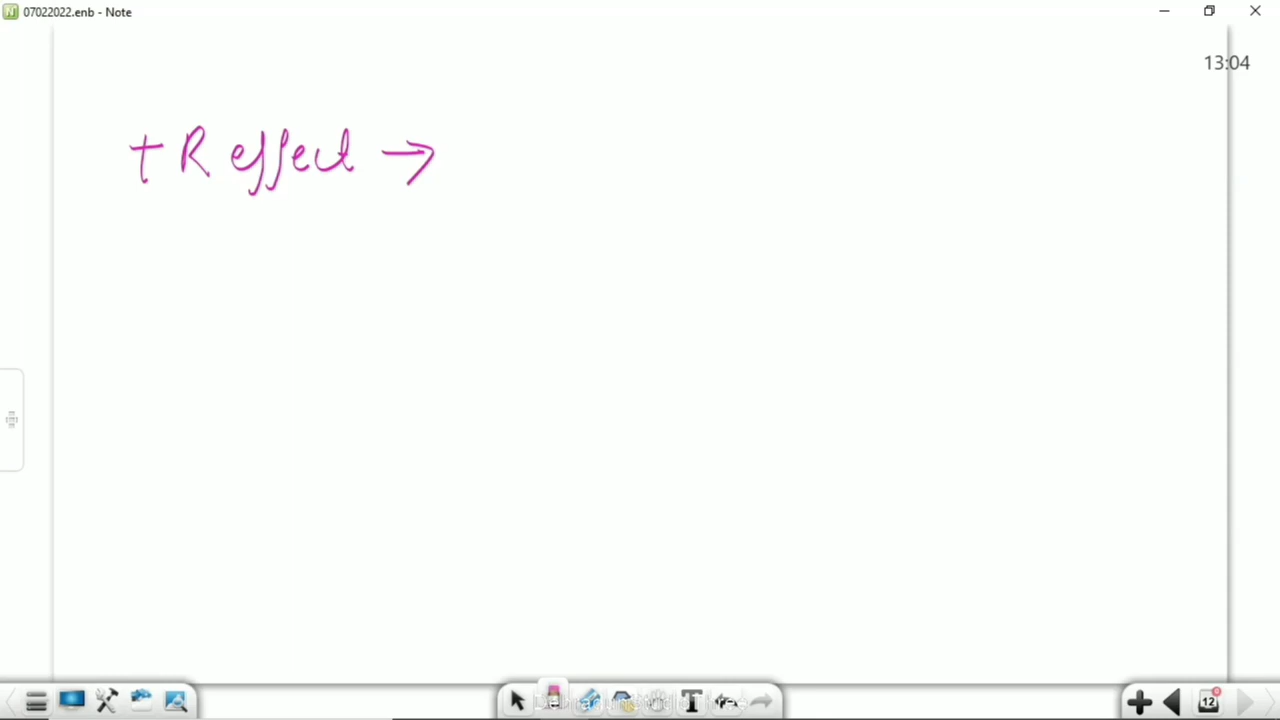 07022022.enb - Note
13:04
+ R effect →
T
12